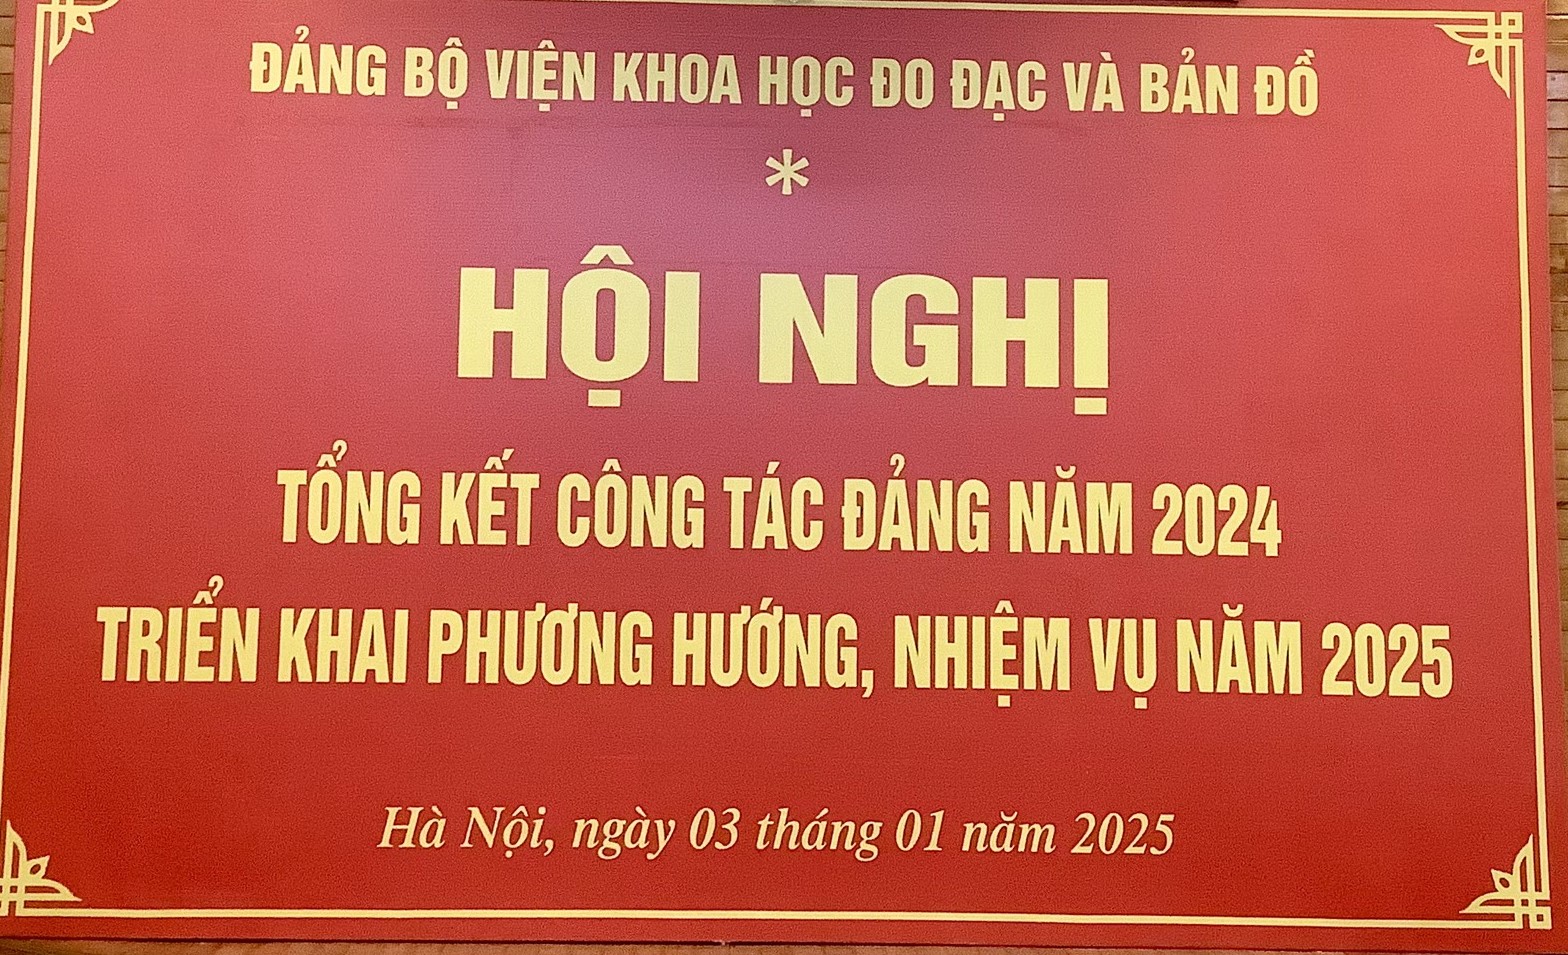 ĐẢNG BỘ VIỆN KHOA HỌC ĐO ĐẠC VÀ BẢN ĐỒ
*
HỘI NGHỊ
TỔNG KẾT CÔNG TÁC ĐẢNG NĂM 2024
TRIỂN KHAI PHƯƠNG HƯỚNG, NHIỆM VỤ NĂM 2025
Hà Nội, ngày 03 tháng 01 năm 2025